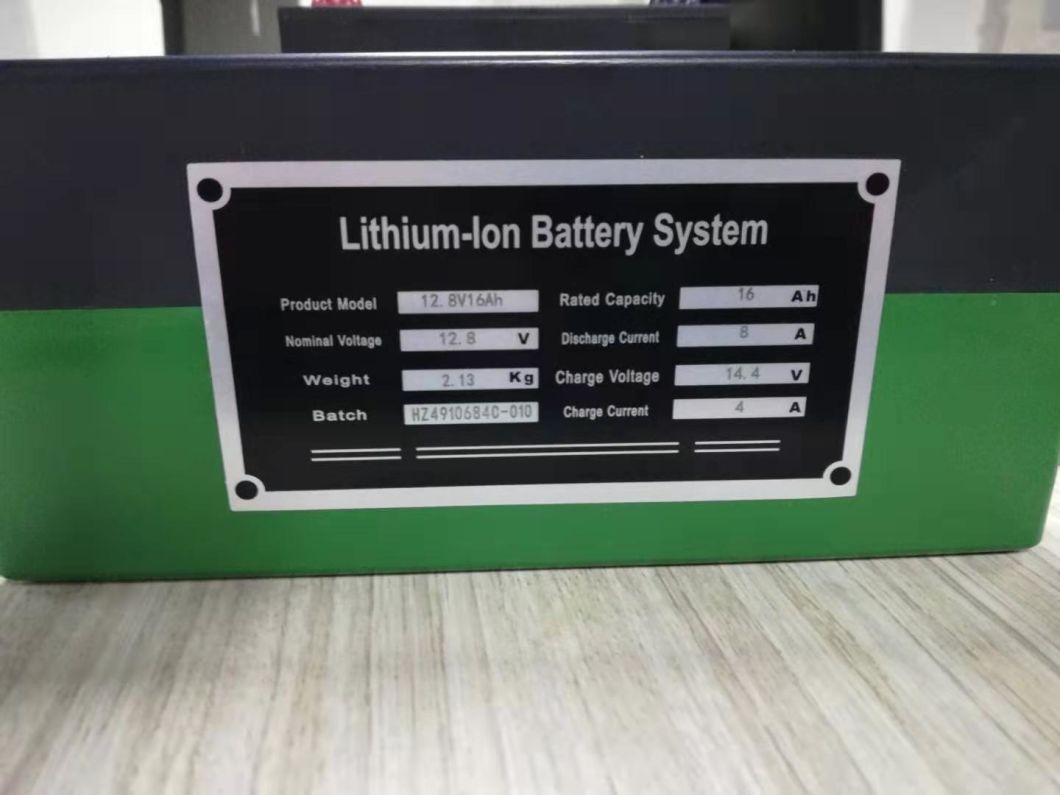 Lithium-Ion Battery System
Product Model 12.8V16Ah Rated Capacity 16 Ah
Nominal Voltage 12.8 V Discharge Current 8 A
Weight 2.13 Kg Charge Voltage 14.4 V
Batch HZ4910684C-010 Charge Current 4 A